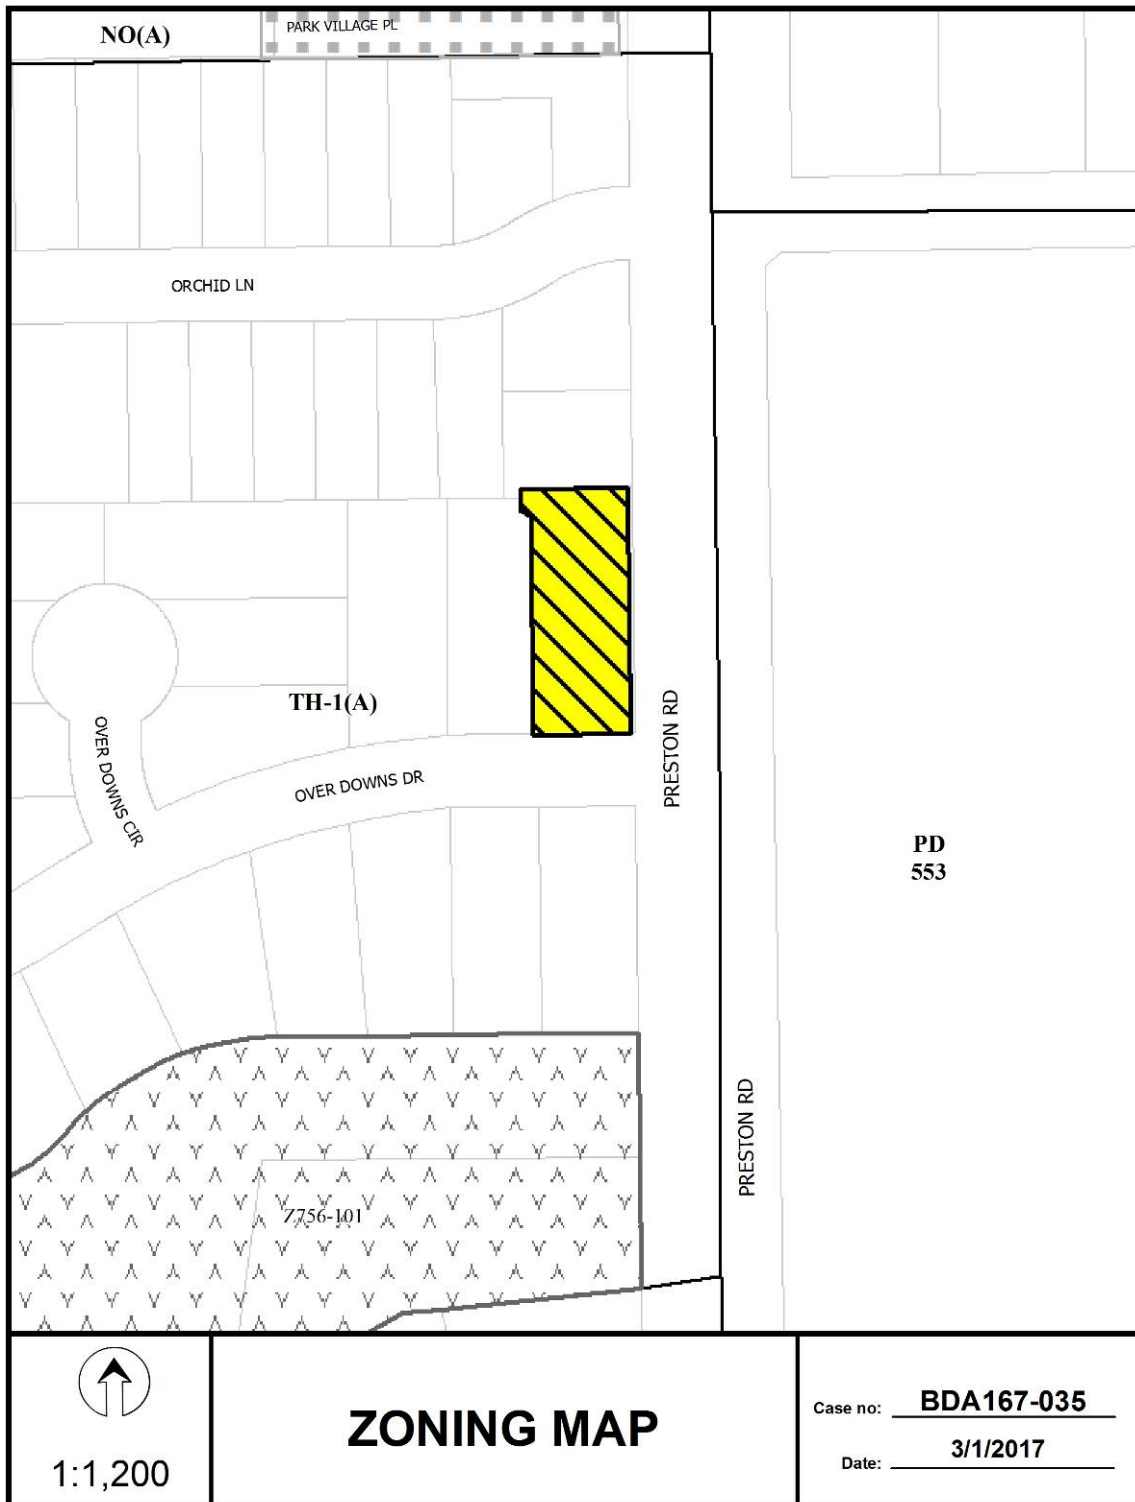 NO(A)
PARK VILLAGE PL
ORCHID LN
TH-1(A)
OVER DOWNS CIR
OVER DOWNS DR
PRESTON RD
PD
553
PRESTON RD
Z756-101
1:1,200
ZONING MAP
Case no: BDA167-035
Date: 3/1/2017